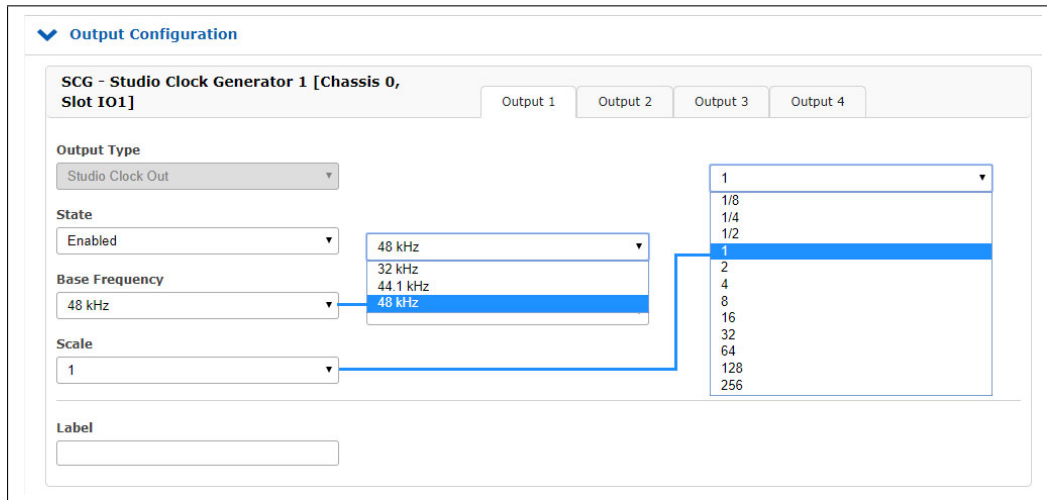 Output Configuration
SCG - Studio Clock Generator 1 [Chassis 0,
Slot IO1]
Output 1
Output 2
Output 3
Output 4
Output Type
Studio Clock Out
State
Enabled
Base Frequency
48 kHz
Scale
1
Label
48 kHz
32 kHz
44.1 kHz
48 kHz
1
1/8
1/4
1/2
1
2
4
8
16
32
64
128
256